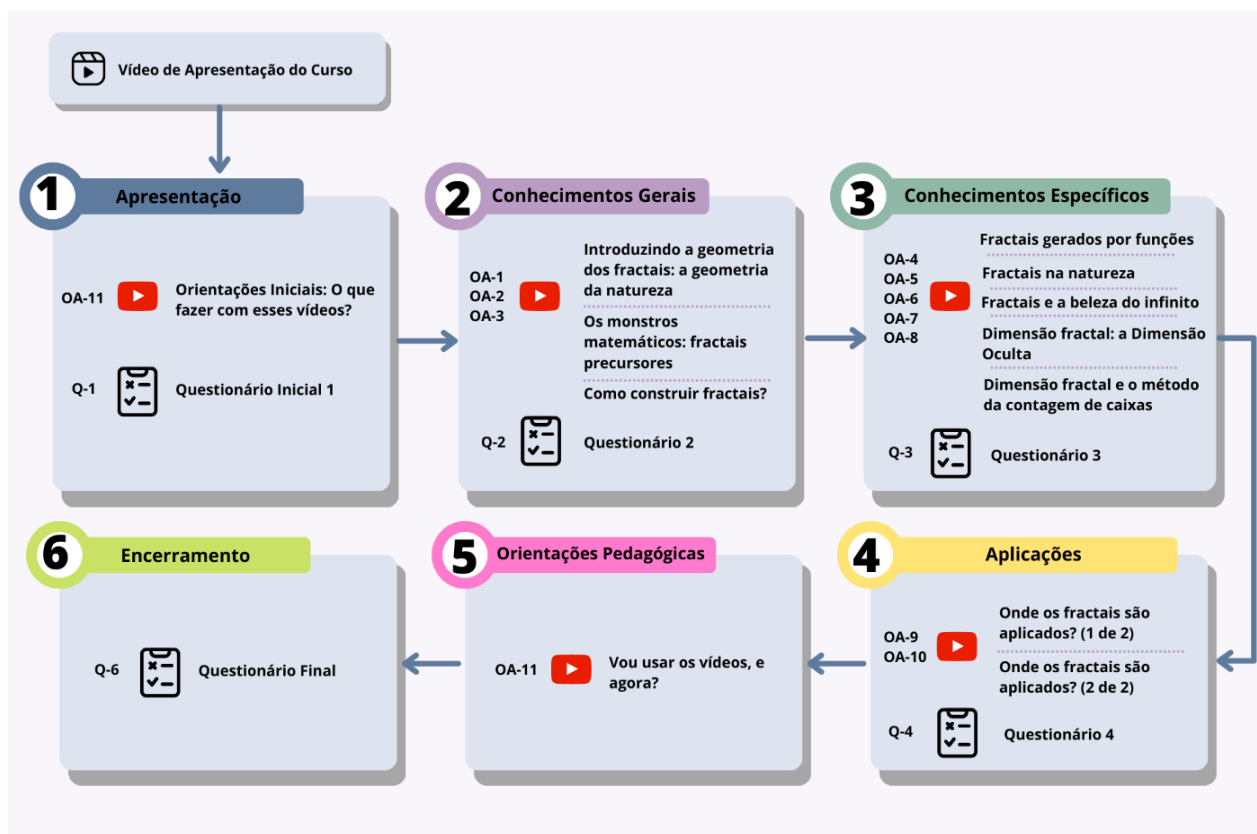 Vídeo de Apresentação do Curso
1
Apresentação
OA-11
Orientações Iniciais: O que
fazer com esses vídeos?
Q-1
Questionário Inicial 1
2
Conhecimentos Gerais
OA-1
OA-2
OA-3
Introduzindo a geometria
dos fractais: a geometria
da natureza
Os monstros
matemáticos: fractais
precursores
Como construir fractais?
Q-2
Questionário 2
3
Conhecimentos Específicos
OA-4
OA-5
OA-6
OA-7
OA-8
Fractais gerados por funções
Fractais na natureza
Fractais e a beleza do infinito
Dimensão fractal: a Dimensão
Oculta
Dimensão fractal e o método
da contagem de caixas
Q-3
Questionário 3
4
Aplicações
OA-9
OA-10
Onde os fractais são
aplicados? (1 de 2)
Onde os fractais são
aplicados? (2 de 2)
Q-4
Questionário 4
5
Orientações Pedagógicas
OA-11
Vou usar os vídeos, e
agora?
6
Encerramento
Q-6
Questionário Final